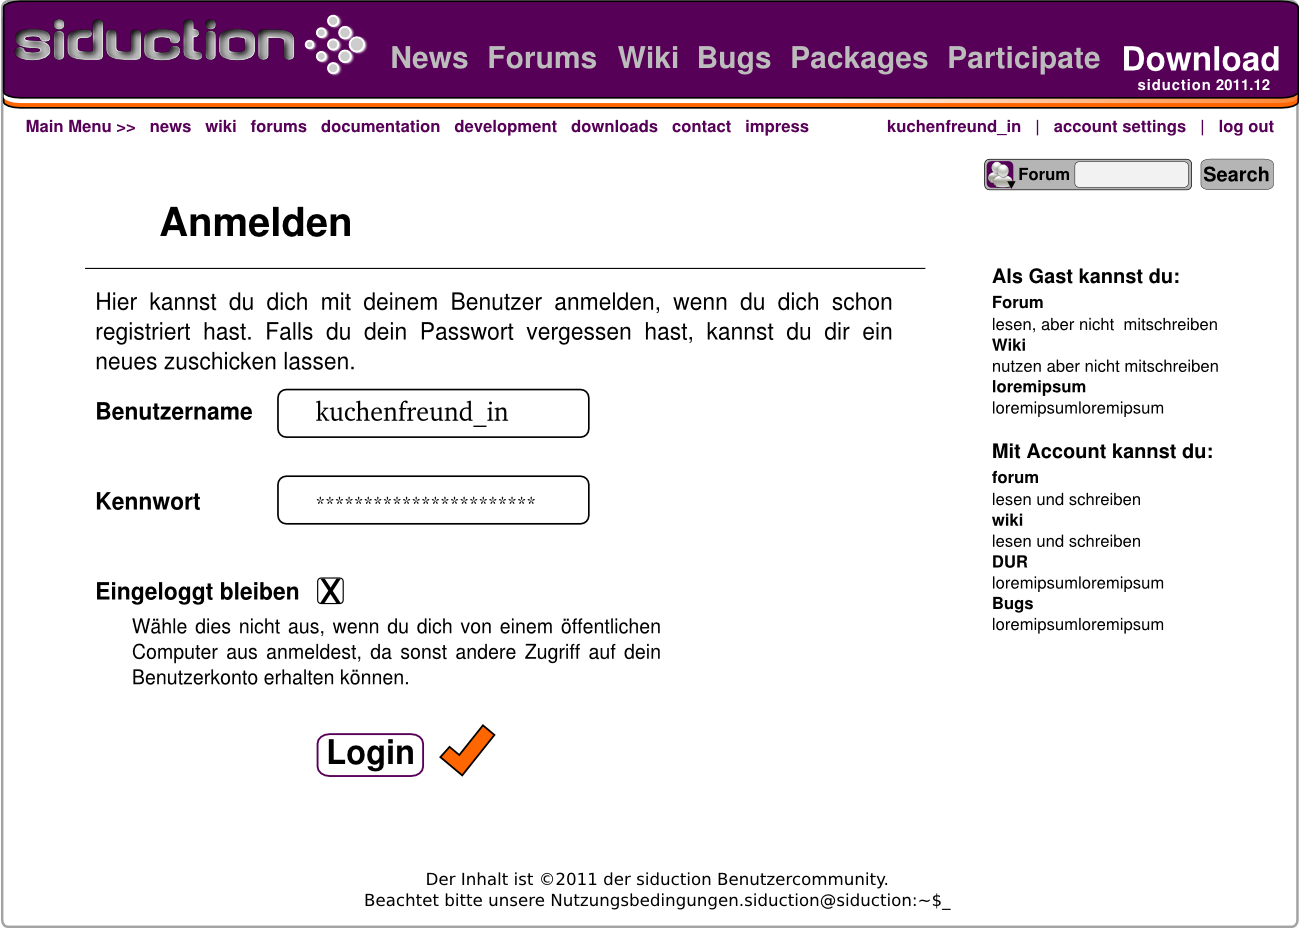 siduction
News Forums Wiki Bugs Packages Participate Download
siduction 2011.12
Main Menu >> news wiki forums documentation development downloads contact impress kuchenfreund_in | account settings | log out
Forum Search
Anmelden
Hier kannst du dich mit deinem Benutzer anmelden, wenn du dich schon
registriert hast. Falls du dein Passwort vergessen hast, kannst du dir ein
neues zuschicken lassen.
Benutzername kuchenfreund_in
Kennwort ***********************
Eingeloggt bleiben X
Wähle dies nicht aus, wenn du dich von einem öffentlichen
Computer aus anmeldest, da sonst andere Zugriff auf dein
Benutzerkonto erhalten können.
Login
Als Gast kannst du:
Forum
lesen, aber nicht mitschreiben
Wiki
nutzen aber nicht mitschreiben
loremipsum
loremipsumloremipsum
Mit Account kannst du:
forum
lesen und schreiben
wiki
lesen und schreiben
DUR
loremipsumloremipsum
Bugs
loremipsumloremipsum
Der Inhalt ist ©2011 der siduction Benutzercommunity.
Beachtet bitte unsere Nutzungsbedingungen.siduction@siduction:~$_